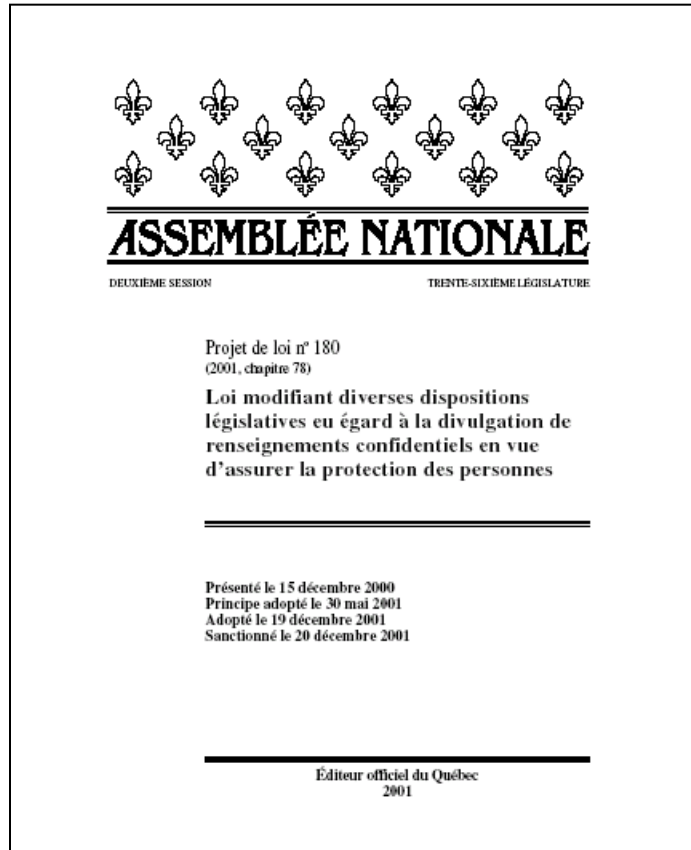 ASSEMBLÉE NATIONALE
DEUXIÈME SESSION TRENTE-SIXIÈME LÉGISLATURE
Projet de loi nº 180
(2001, chapitre 78)
Loi modifiant diverses dispositions
législatives eu égard à la divulgation de
renseignements confidentiels en vue
d’assurer la protection des personnes
Présenté le 15 décembre 2000
Principe adopté le 30 mai 2001
Adopté le 19 décembre 2001
Sanctionné le 20 décembre 2001
Éditeur officiel du Québec
2001